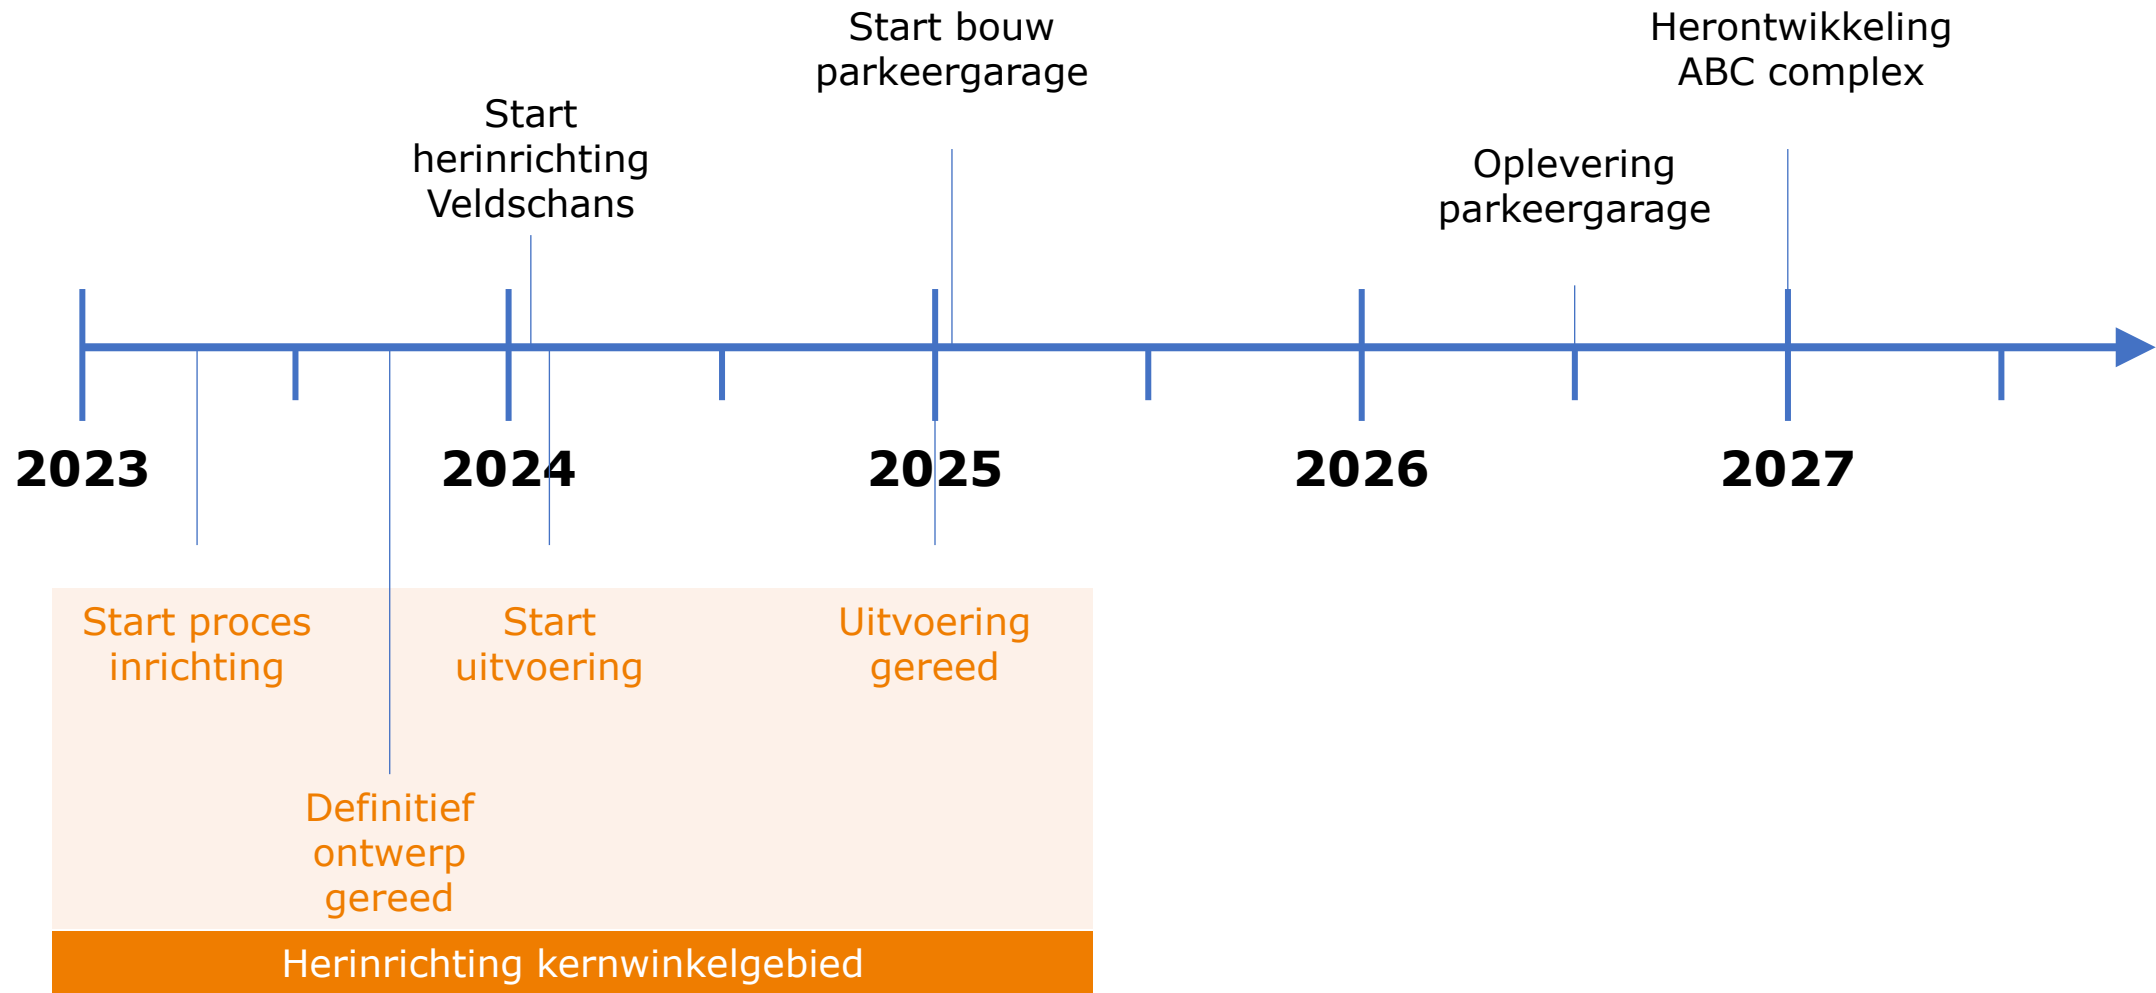 Start bouw
parkeergarage
Herontwikkeling
ABC complex
Start
herinrichting
Veldschans
Oplevering
parkeergarage
2023
2024
2025
2026
2027
Start proces
inrichting
Start
uitvoering
Uitvoering
gereed
Definitief
ontwerp
gereed
Herinrichting kernwinkelgebied